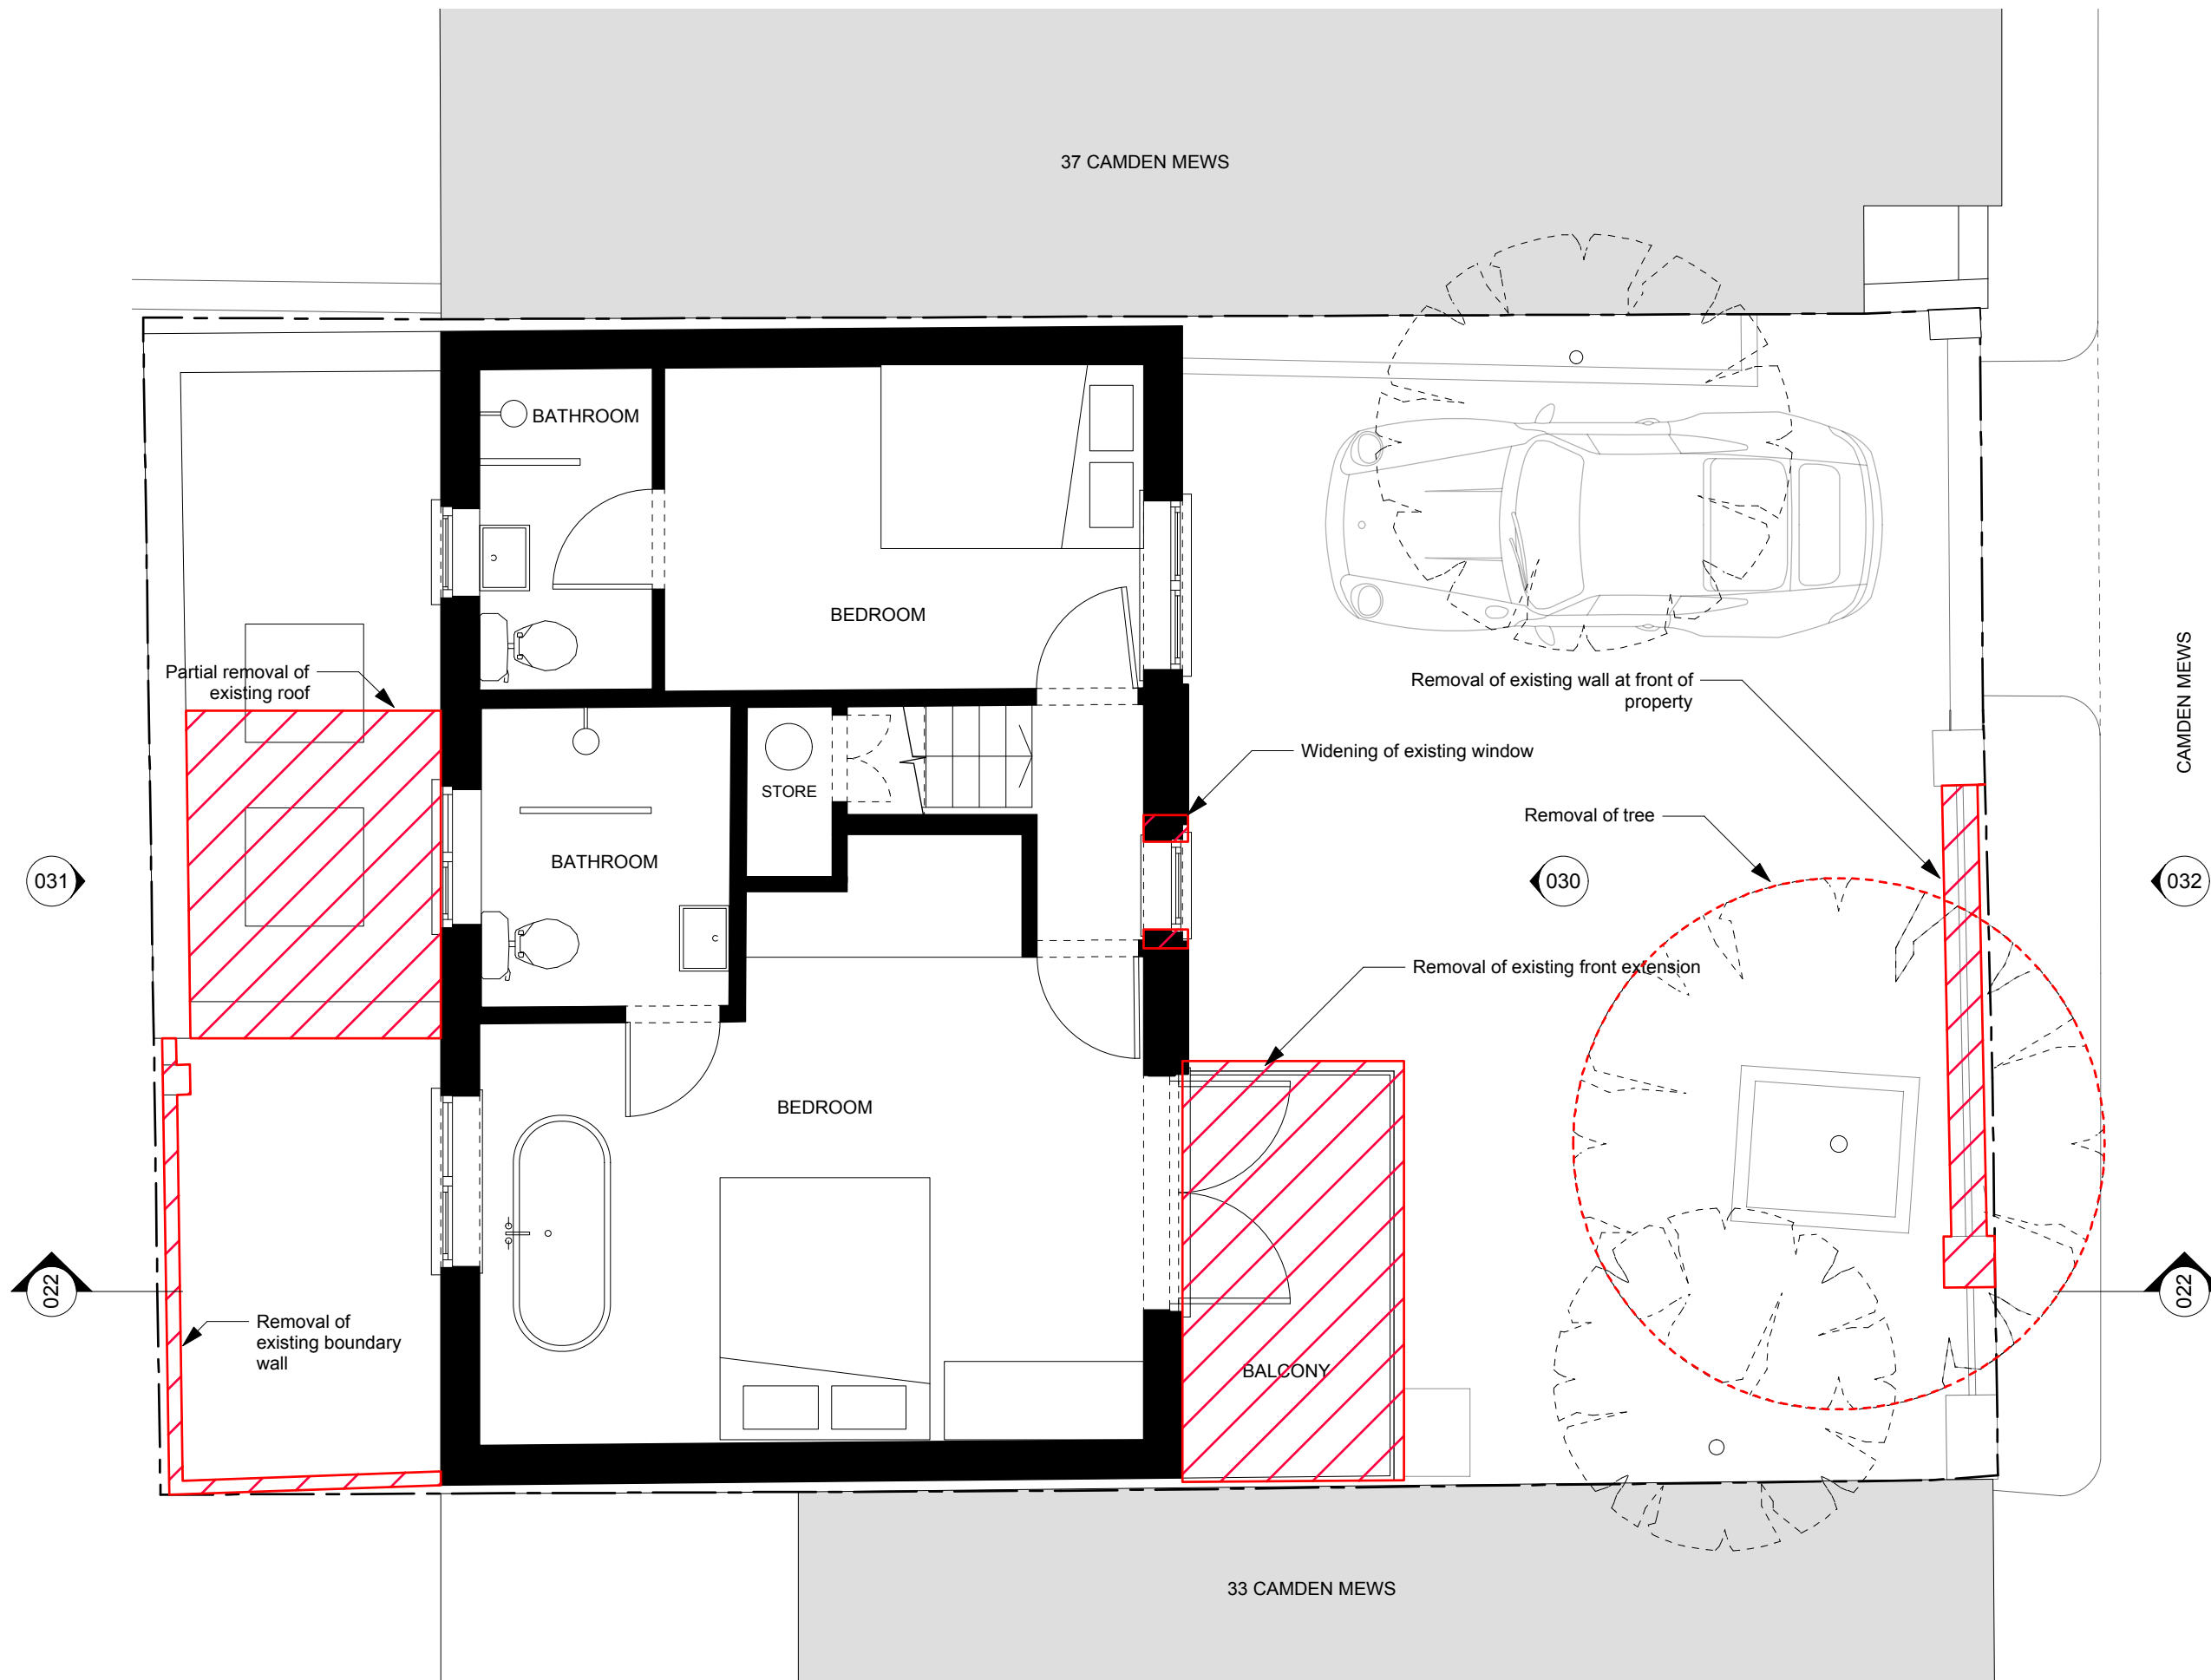 37 CAMDEN MEWS
BATHROOM
BEDROOM
Partial removal of
existing roof
Removal of existing wall at front of
property
CAMDEN MEWS
Widening of existing window
STORE
Removal of tree
BATHROOM
031
030
032
Removal of existing front extension
BEDROOM
022
022
Removal of
existing boundary
wall
BALCONY
33 CAMDEN MEWS